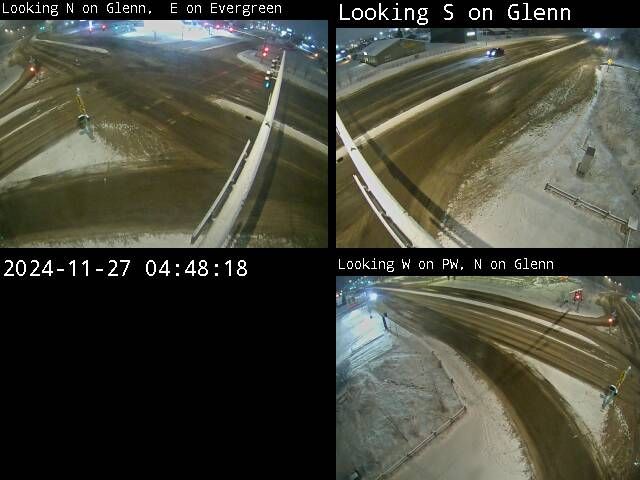 Looking N on Glenn,  E on Evergreen
Looking S on Glenn
2024-11-27 04:48:18
Looking W on PW, N on Glenn